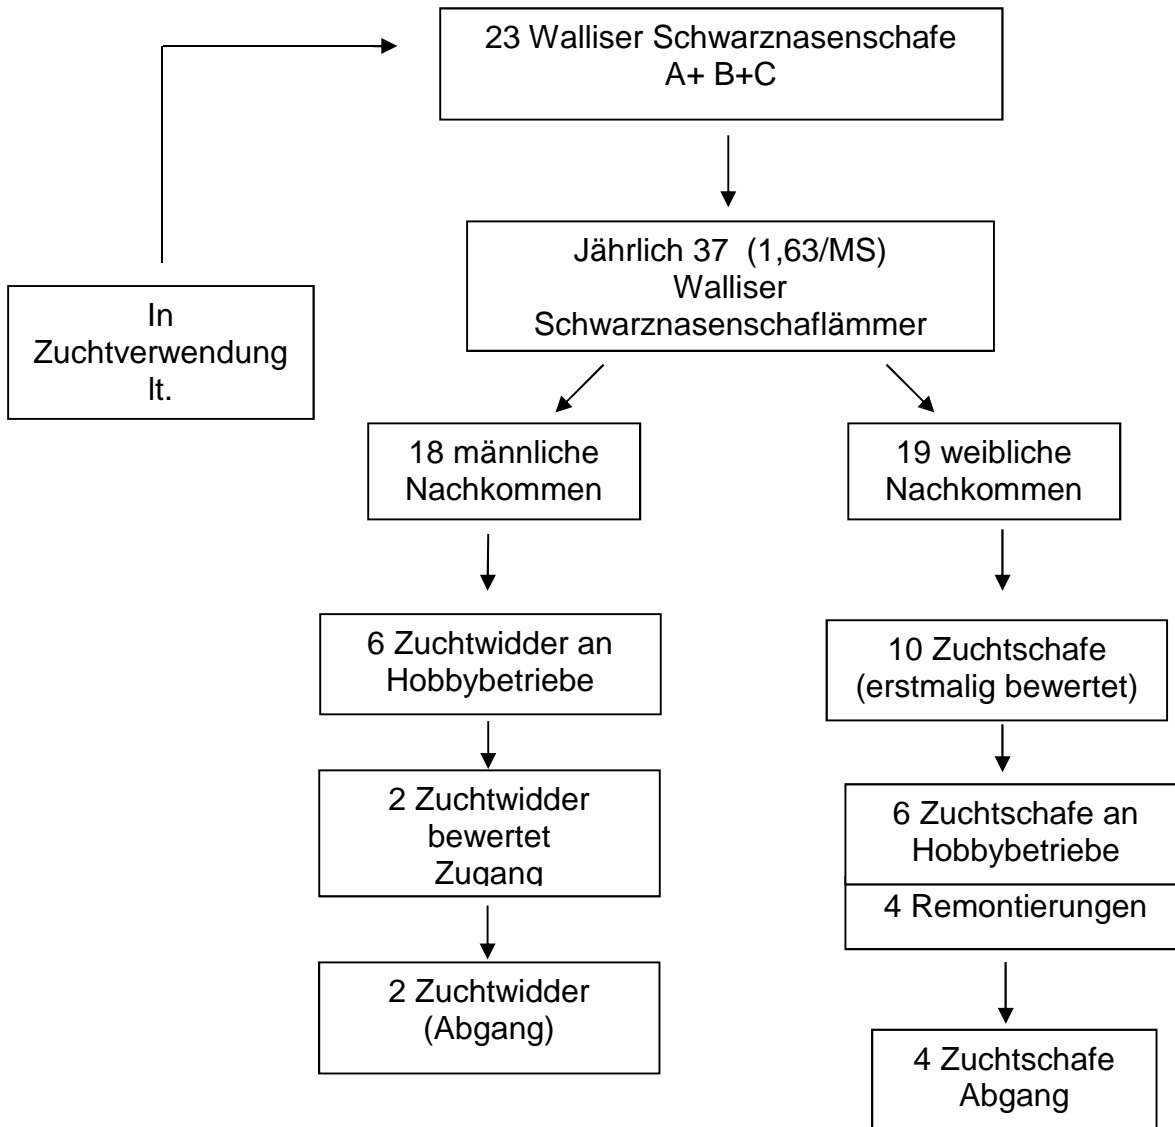 23 Walliser Schwarznasenschafe
A+ B+C
Jährlich 37 (1,63/MS)
Walliser
Schwarznasenschaflämmer
In
Zuchtverwendung
lt.
18 männliche
Nachkommen
19 weibliche
Nachkommen
6 Zuchtwidder an
Hobbybetriebe
10 Zuchtschafe
(erstmalig bewertet)
2 Zuchtwidder
bewertet
Zugang
6 Zuchtschafe an
Hobbybetriebe
4 Remontierungen
2 Zuchtwidder
(Abgang)
4 Zuchtschafe
Abgang